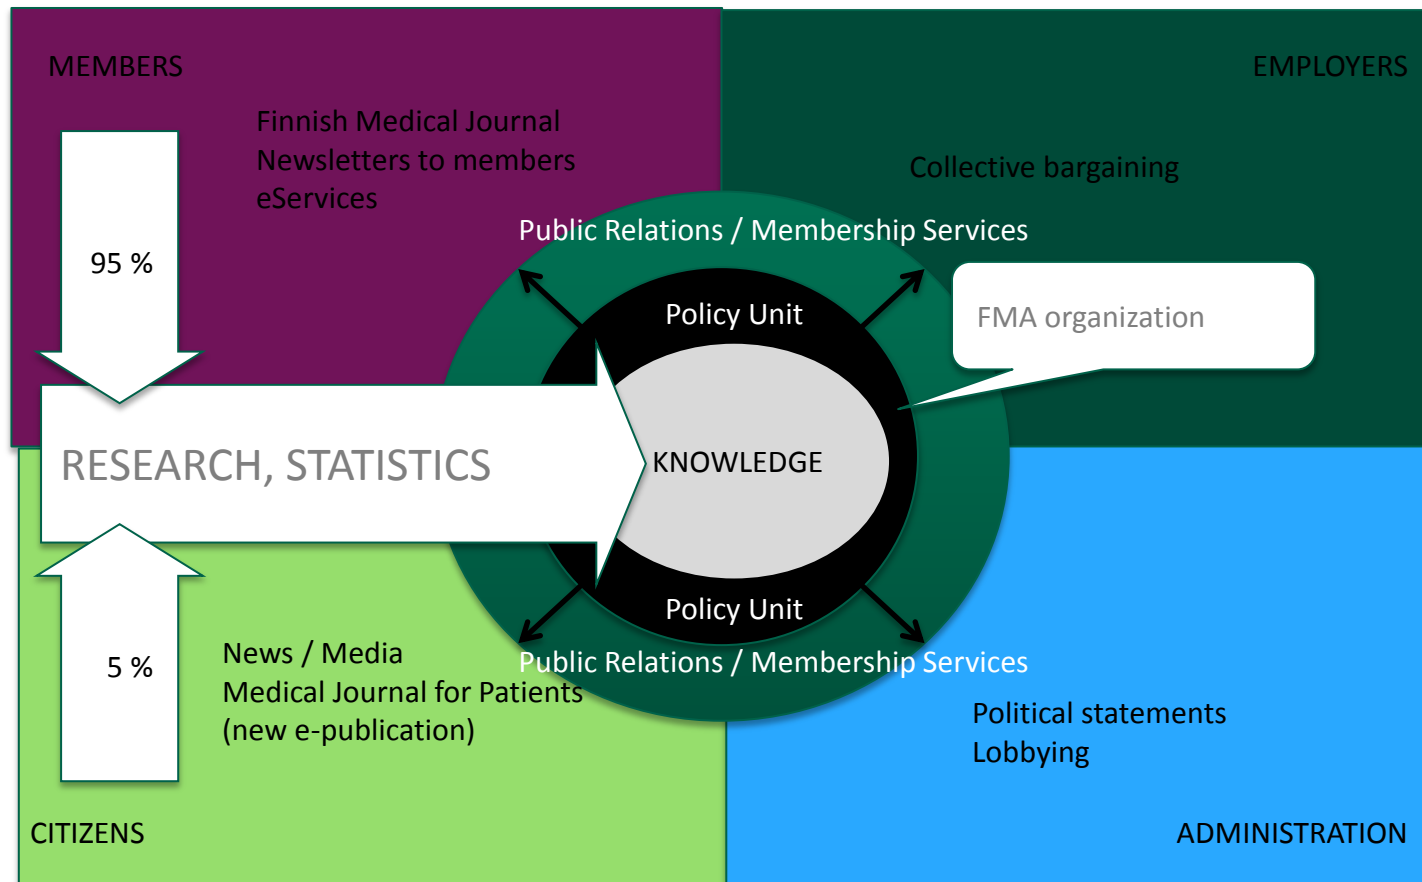 MEMBERS
EMPLOYERS
Finnish Medical Journal
Newsletters to members
eServices
Collective bargaining
95 %
Public Relations / Membership Services
Policy Unit
FMA organization
RESEARCH, STATISTICS
KNOWLEDGE
Policy Unit
Public Relations / Membership Services
5 %
News / Media
Medical Journal for Patients
(new e-publication)
Political statements
Lobbying
CITIZENS
ADMINISTRATION